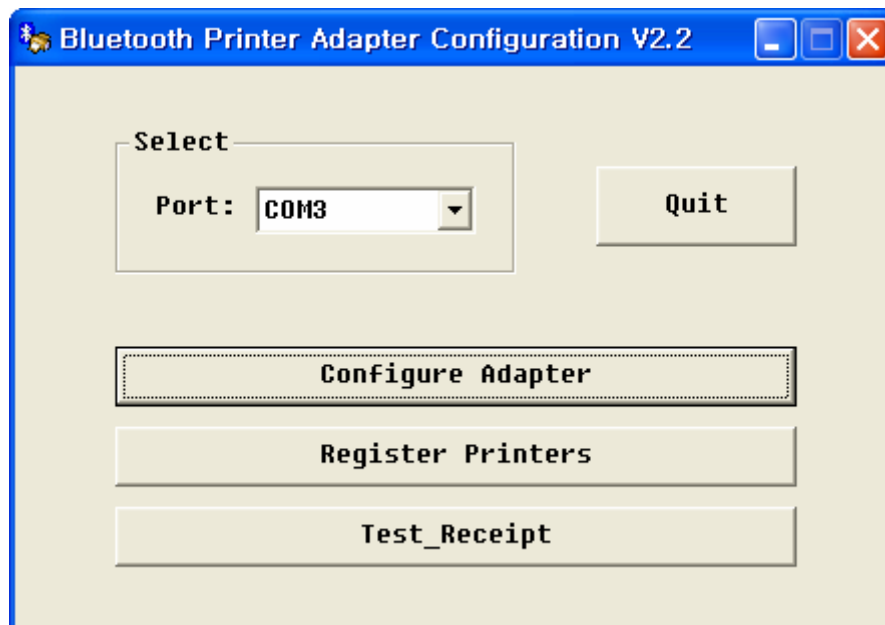 Bluetooth Printer Adapter Configuration V2.2
Select
Port: COM3
Quit
Configure Adapter
Register Printers
Test_Receipt